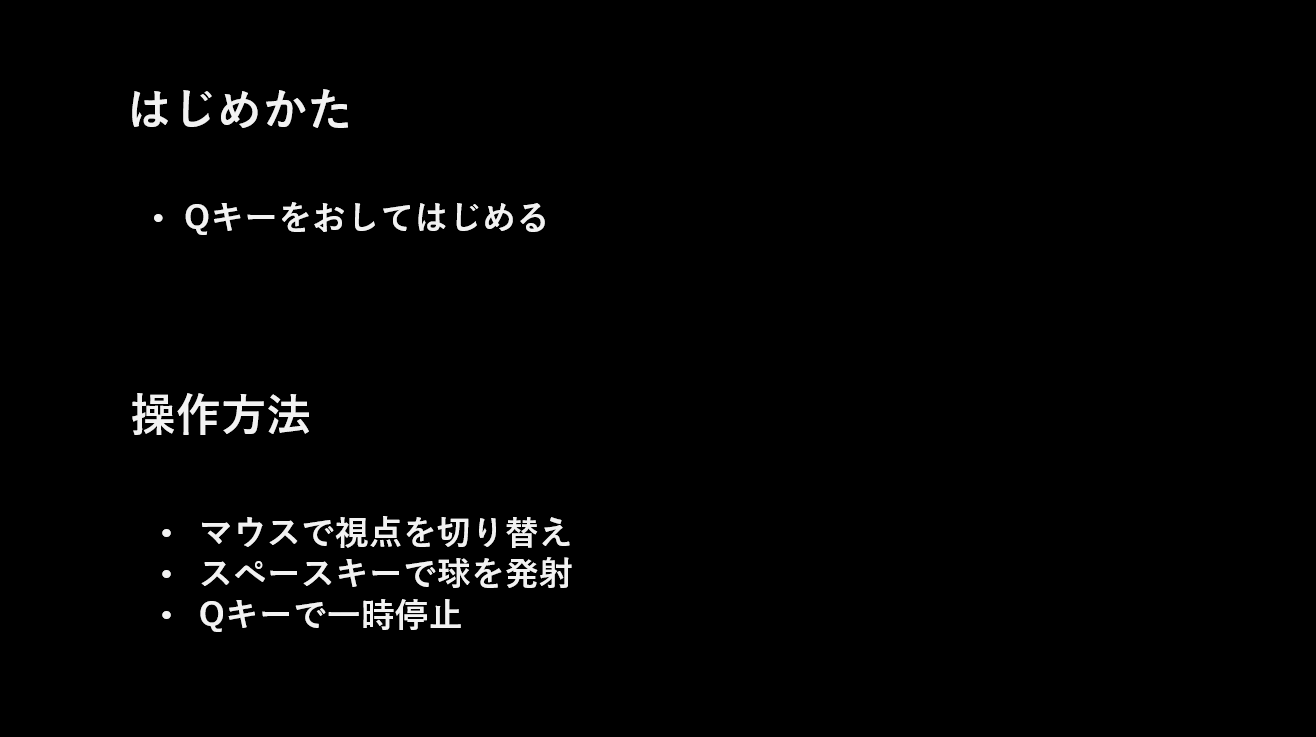 はじめかた
• Qキーをおしてはじめる
操作方法
• マウスで視点を切り替え
• スペースキーで球を発射
• Qキーで一時停止